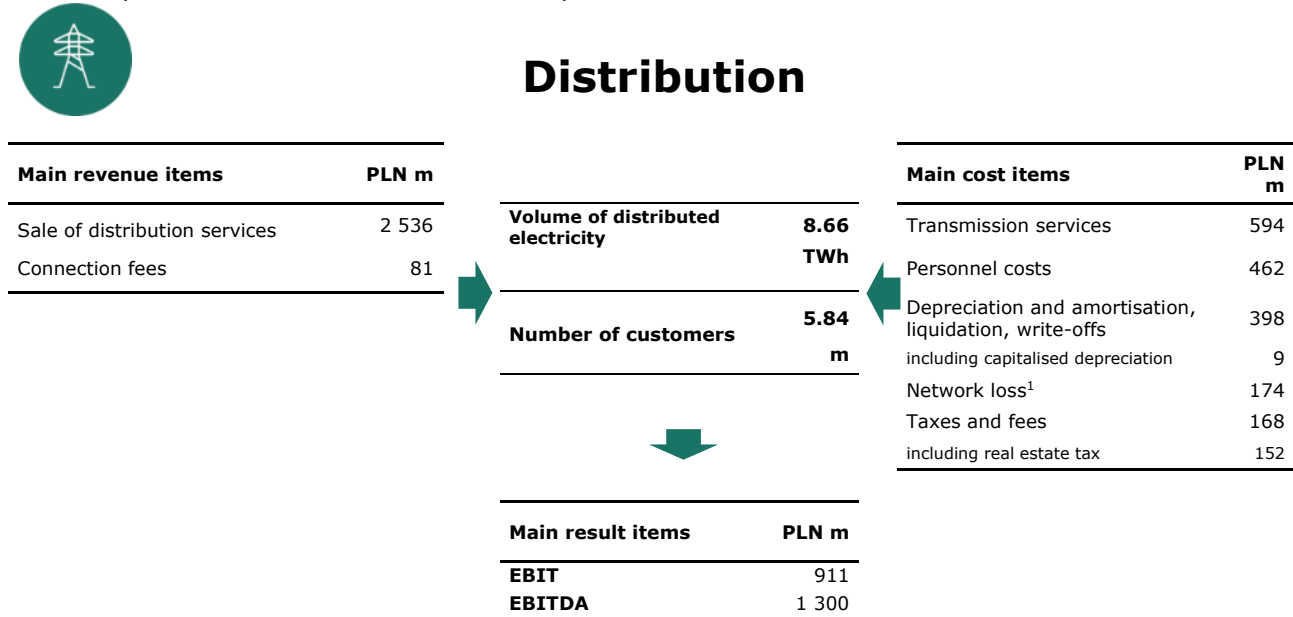 Distribution
Main revenue items PLN m
Sale of distribution services 2 536
Connection fees 81
Volume of distributed
electricity 8.66
TWh
Number of customers 5.84
m
Main cost items PLN
m
Transmission services 594
Personnel costs 462
Depreciation and amortisation,
liquidation, write-offs 398
including capitalised depreciation 9
Network loss¹ 174
Taxes and fees 168
including real estate tax 152
Main result items PLN m
EBIT 911
EBITDA 1 300